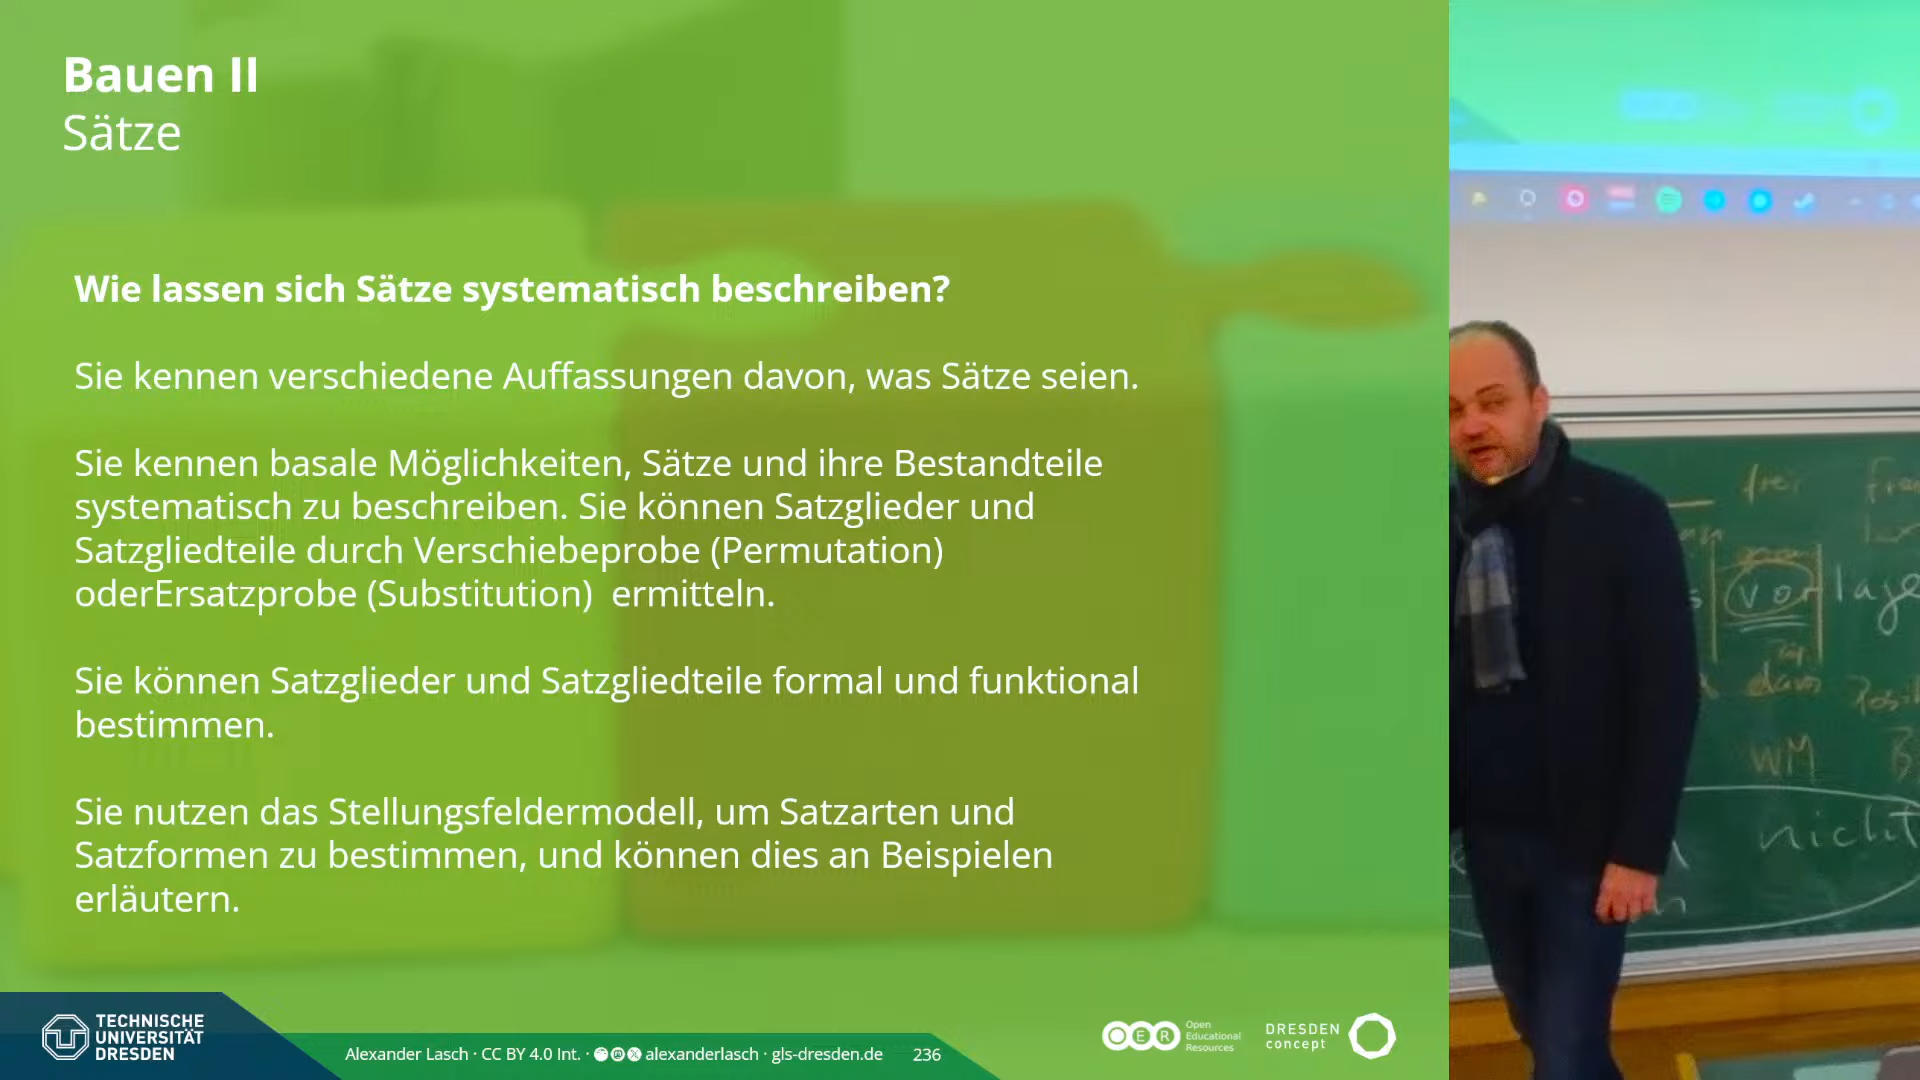 Bauen II
Sätze
Wie lassen sich Sätze systematisch beschreiben?
Sie kennen verschiedene Auffassungen davon, was Sätze seien.
Sie kennen basale Möglichkeiten, Sätze und ihre Bestandteile
systematisch zu beschreiben. Sie können Satzglieder und
Satzgliedteile durch Verschiebeprobe (Permutation)
oderErsatzprobe (Substitution)  ermitteln.
Sie können Satzglieder und Satzgliedteile formal und funktional
bestimmen.
Sie nutzen das Stellungsfeldermodell, um Satzarten und
Satzformen zu bestimmen, und können dies an Beispielen
erläutern.
TECHNISCHE
UNIVERSITÄT
DRESDEN
Alexander Lasch · CC BY 4.0 Int. · alexanderlasch · gls-dresden.de 236
OER Open
Educational
Resources
DRESDEN
concept
frei
vor
WM
nicht